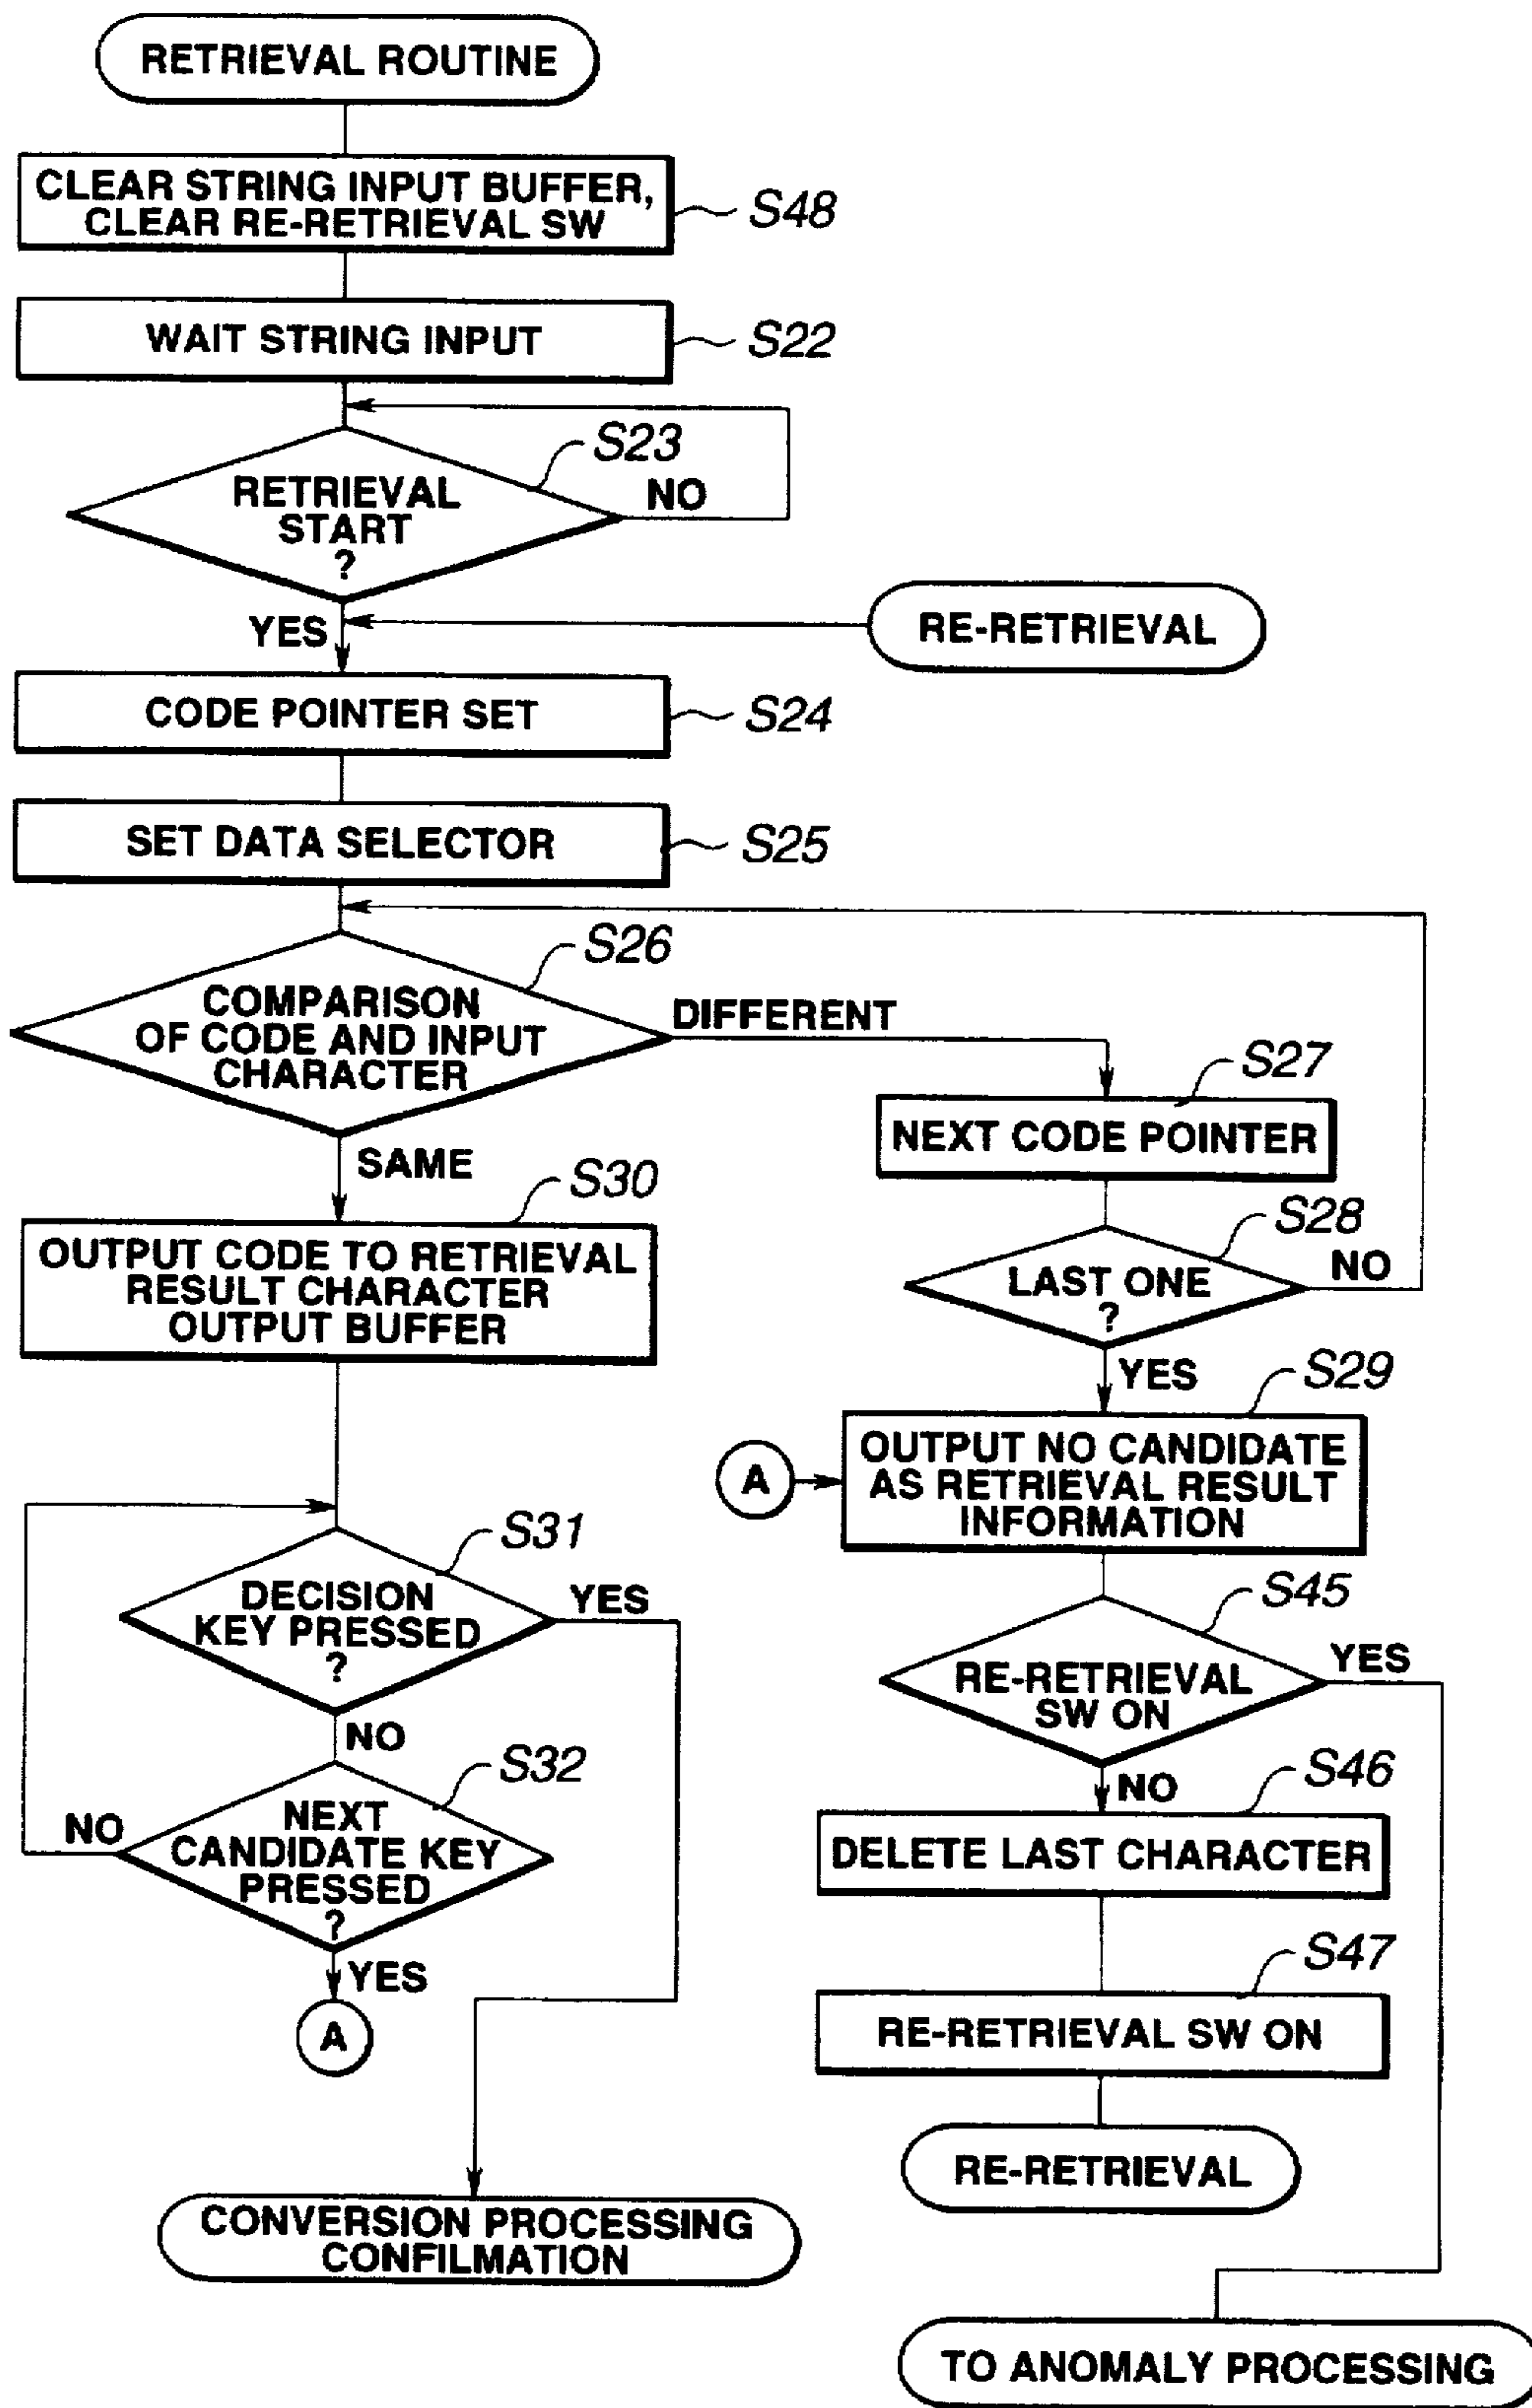 RETRIEVAL ROUTINE
CLEAR STRING INPUT BUFFER,
CLEAR RE-RETRIEVAL SW
S48
WAIT STRING INPUT
S22
S23
RETRIEVAL
START
?
NO
YES
RE-RETRIEVAL
CODE POINTER SET
S24
SET DATA SELECTOR
S25
S26
COMPARISON
OF CODE AND INPUT
CHARACTER
DIFFERENT
SAME
S27
NEXT CODE POINTER
S28
LAST ONE
?
NO
YES
S30
OUTPUT CODE TO RETRIEVAL
RESULT CHARACTER
OUTPUT BUFFER
S29
A
OUTPUT NO CANDIDATE
AS RETRIEVAL RESULT
INFORMATION
S31
DECISION
KEY PRESSED
?
YES
NO
S45
RE-RETRIEVAL
SW ON
YES
NO
S32
NEXT
CANDIDATE KEY
PRESSED
?
NO
YES
A
S46
DELETE LAST CHARACTER
S47
RE-RETRIEVAL SW ON
RE-RETRIEVAL
CONVERSION PROCESSING
CONFILMATION
TO ANOMALY PROCESSING